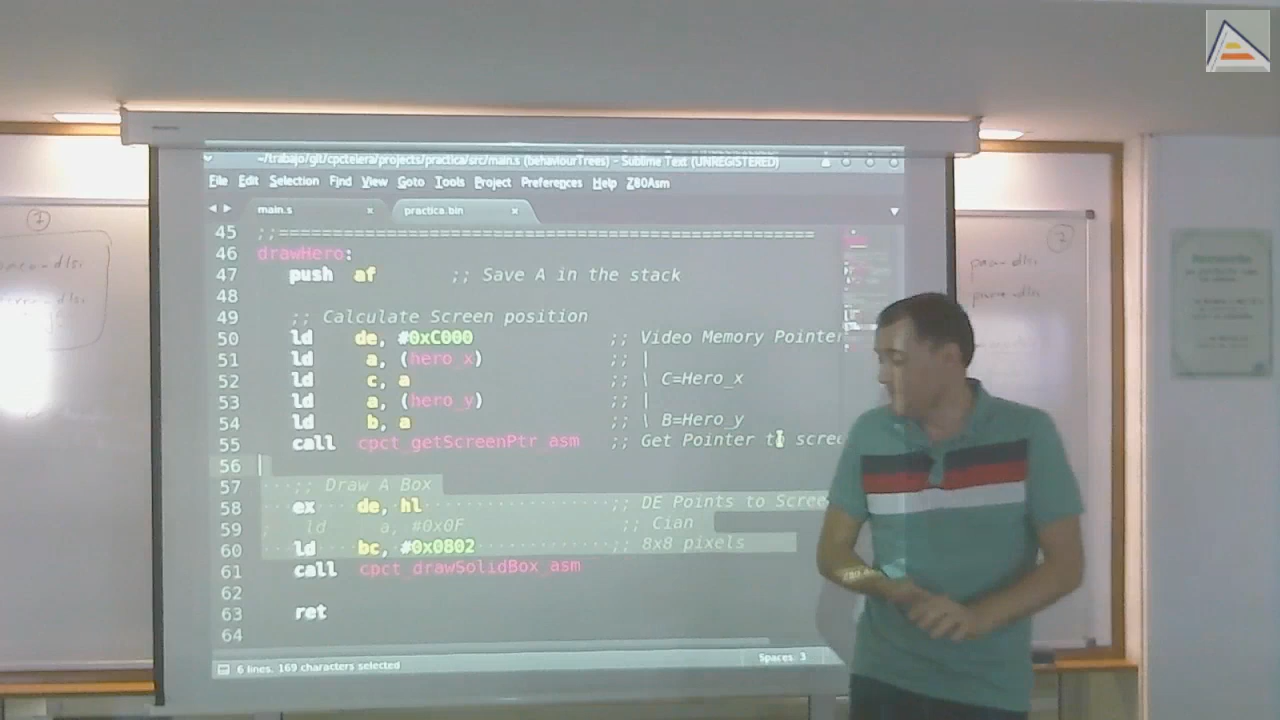 ~/trabajo/git/cpctelera/projects/practica/src/main.s (behaviourTrees) - Sublime Text (UNREGISTERED)
File Edit Selection Find View Goto Tools Project Preferences Help Z80Asm
main.s × practica.bin ×
45 ;;==================================================
46 drawHero:
47 push af ;; Save A in the stack
48
49 ;; Calculate Screen position
50 ld de, #0xC000 ;; Video Memory Pointer
51 ld a, (hero_x) ;; |
52 ld c, a ;; \ C=Hero_x
53 ld a, (hero_y) ;; |
54 ld b, a ;; \ B=Hero_y
55 call cpct_getScreenPtr_asm ;; Get Pointer to scree
56
57 ;; Draw A Box
58 ex de, hl ;; DE Points to Scree
59 ld a, #0x0F ;; Cian
60 ld bc, #0x0802 ;; 8x8 pixels
61 call cpct_drawSolidBox_asm
62
63 ret
64
6 lines, 169 characters selected Spaces: 3
1
2